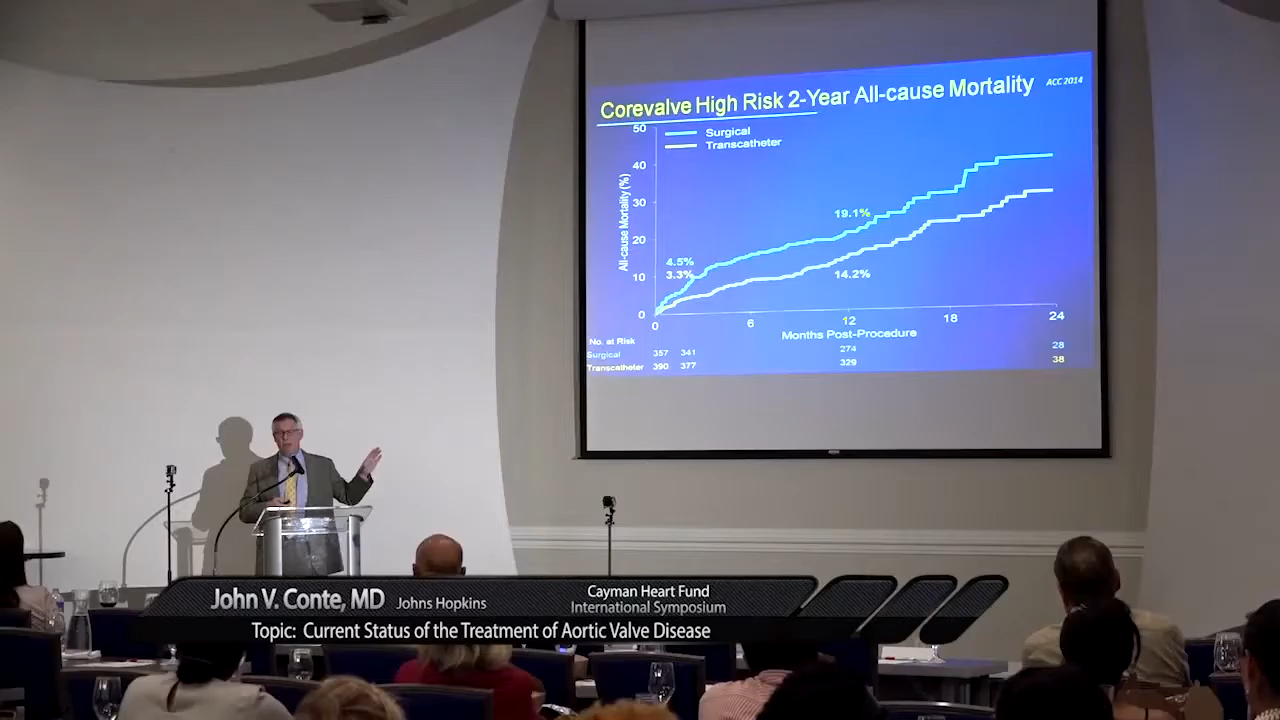 Corevalve High Risk 2-Year All-cause Mortality
ACC 2014
50
40
30
20
10
0
All-cause Mortality (%)
Surgical
Transcatheter
19.1%
4.5%
3.3%
14.2%
0 6 12 18 24
Months Post-Procedure
No. at Risk
Surgical 357 341 274 28
Transcatheter 390 377 329 38
John V. Conte, MD Johns Hopkins
Cayman Heart Fund
International Symposium
Topic: Current Status of the Treatment of Aortic Valve Disease